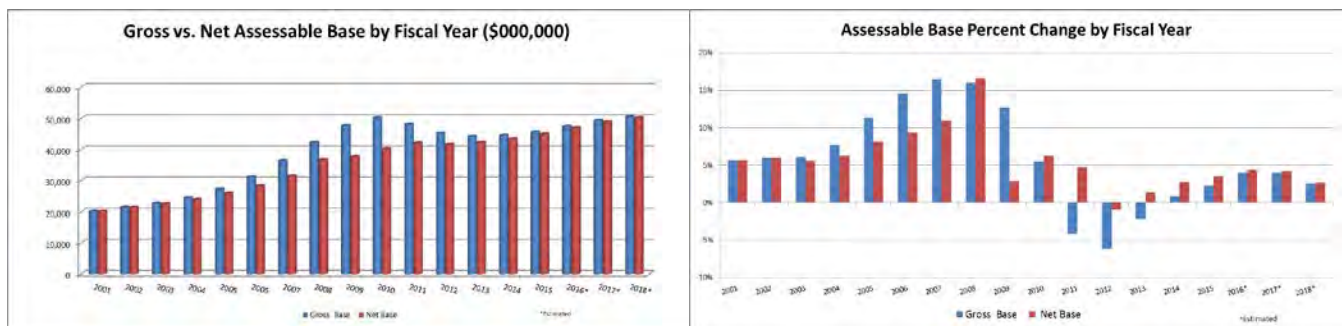 Gross vs. Net Assessable Base by Fiscal Year ($000,000)
60,000
50,000
40,000
30,000
20,000
10,000
0
2001 2002 2003 2004 2005 2006 2007 2008 2009 2010 2011 2012 2013 2014 2015 2016* 2017* 2018*
Gross Base Net Base
*Estimated
Assessable Base Percent Change by Fiscal Year
20%
15%
10%
5%
0%
5%
10%
2001 2002 2003 2004 2005 2006 2007 2008 2009 2010 2011 2012 2013 2014 2015 2016* 2017* 2018*
Gross Base Net Base
*Estimated